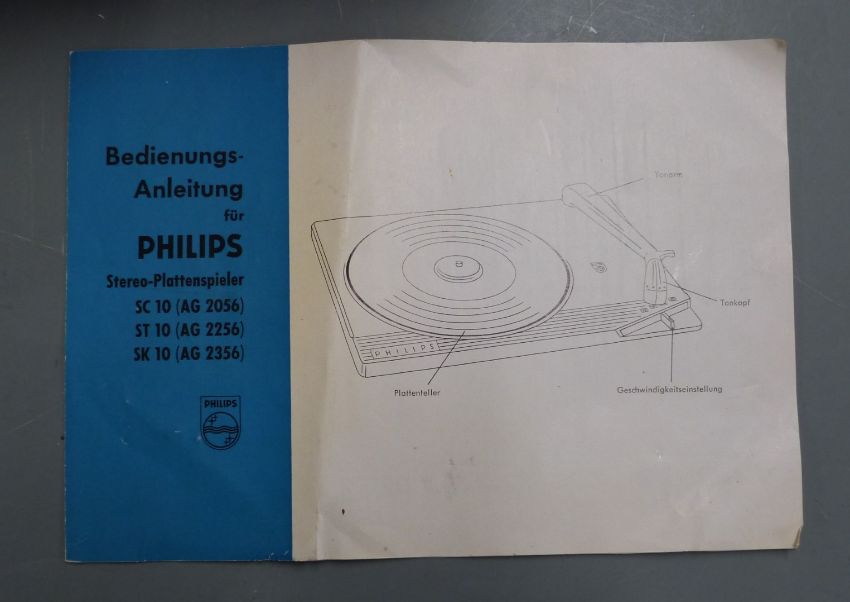 Bedienungs-
Anleitung
für
PHILIPS
Stereo-Plattenspieler
SC 10 (AG 2056)
ST 10 (AG 2256)
SK 10 (AG 2356)
PHILIPS
Tonarm
Tonkopf
PHILIPS
Plattenteller
Geschwindigkeitseinstellung